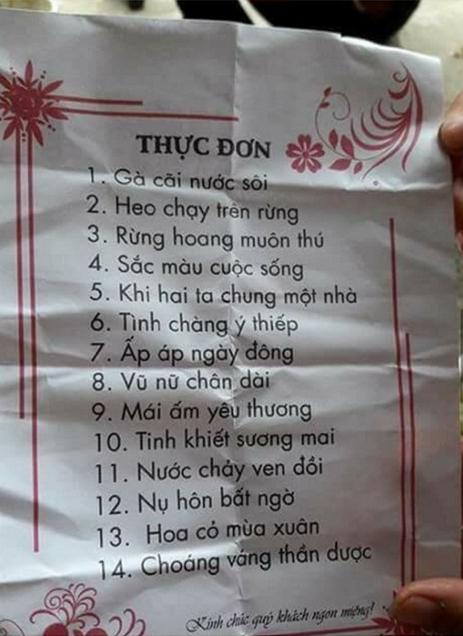 THỰC ĐƠN
1. Gà cãi nước sôi
2. Heo chạy trên rừng
3. Rừng hoang muôn thú
4. Sắc màu cuộc sống
5. Khi hai ta chung một nhà
6. Tình chàng ý thiếp
7. Ấp áp ngày đông
8. Vũ nữ chân dài
9. Mái ấm yêu thương
10. Tinh khiết sương mai
11. Nước chảy ven đồi
12. Nụ hôn bất ngờ
13. Hoa cỏ mùa xuân
14. Choáng váng thần dược
Kính chúc quý khách ngon miệng!